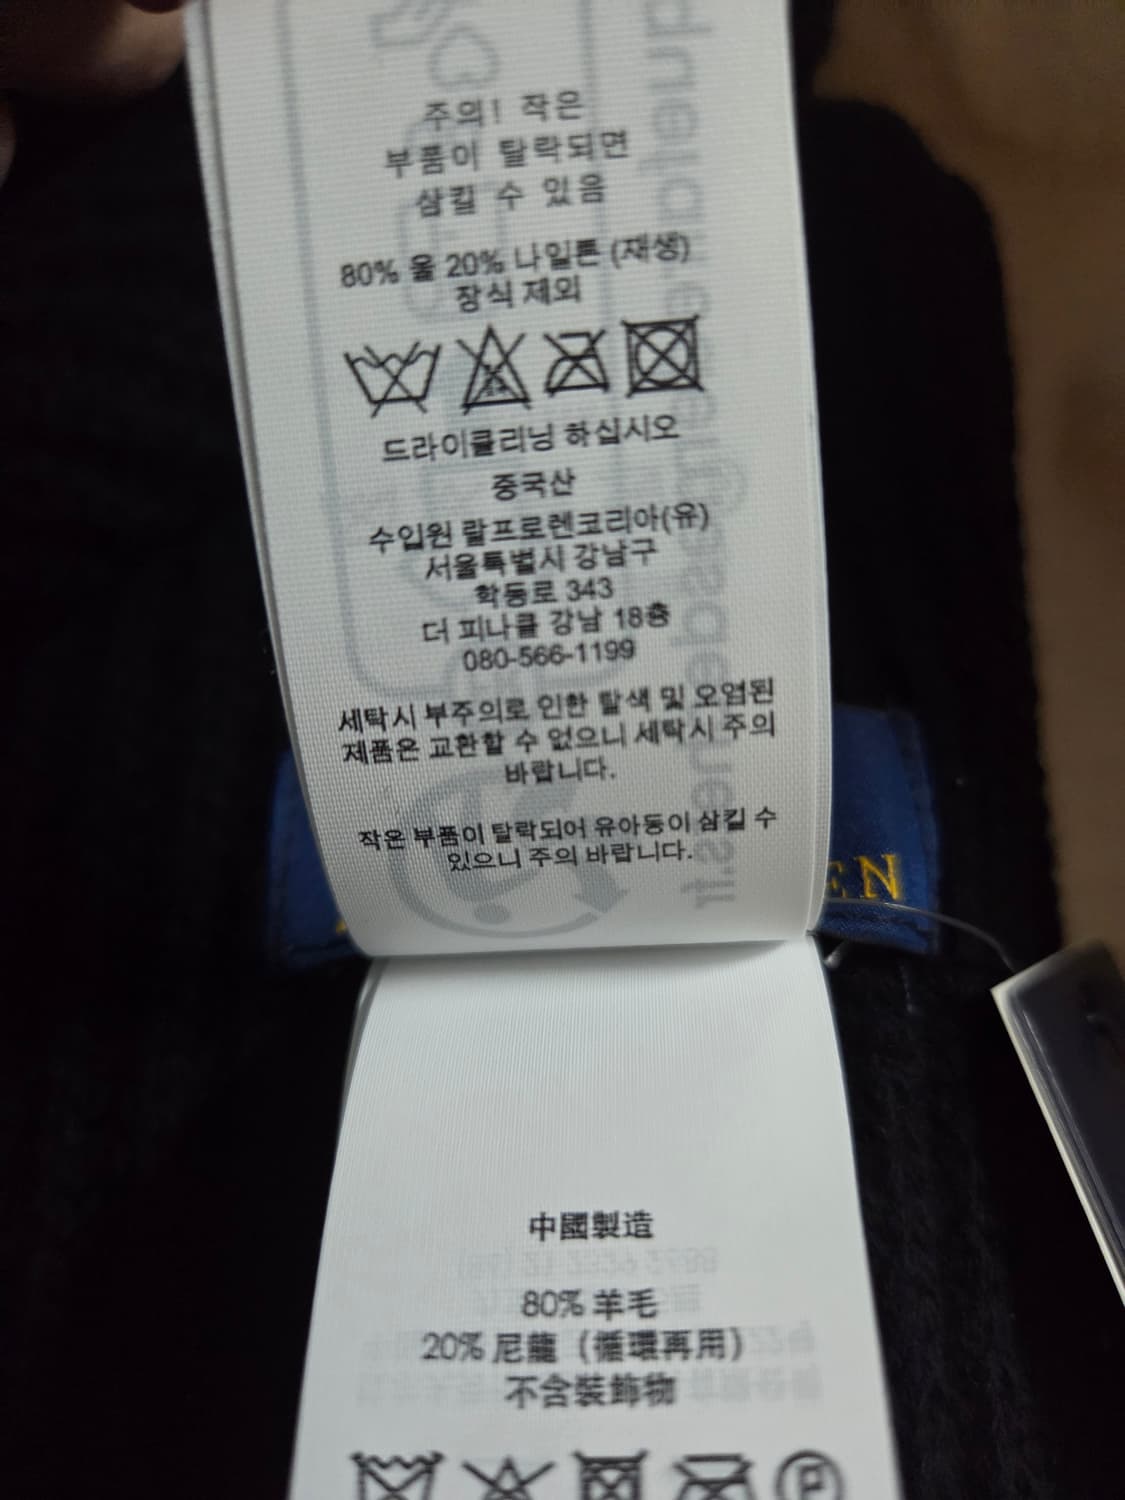 주의! 작은
부품이 탈락되면
삼킬 수 있음
80% 울 20% 나일론 (재생)
장식 제외
드라이클리닝 하십시오
중국산
수입원 랄프로렌코리아(유)
서울특별시 강남구
학동로 343
더 피나클 강남 18층
080-566-1199
세탁시 부주의로 인한 탈색 및 오염된
제품은 교환할 수 없으니 세탁시 주의
바랍니다.
작은 부품이 탈락되어 유아동이 삼킬 수
있으니 주의 바랍니다.
EN
中國製造
80% 羊毛
20% 尼龍（循環再用）
不含裝飾物
P